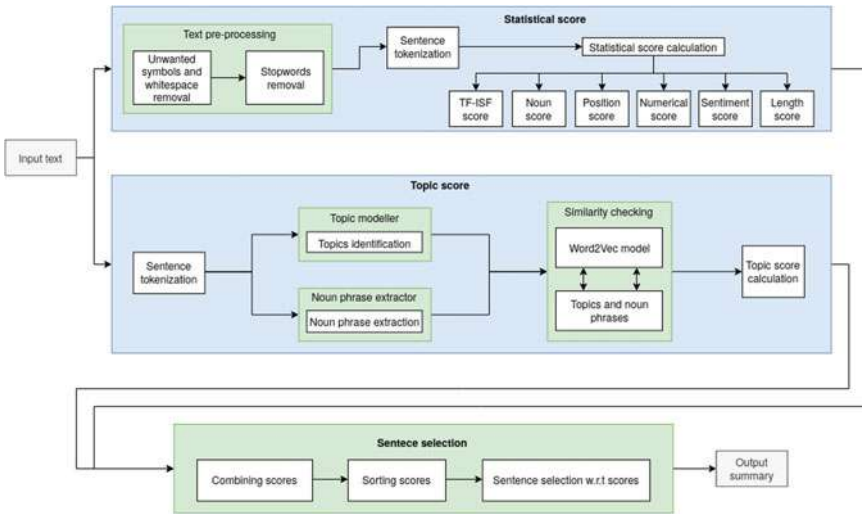 Statistical score
Text pre-processing
Unwanted
symbols and
whitespace
removal
Stopwords
removal
Sentence
tokenization
Statistical score calculation
TF-ISF
score
Noun
score
Position
score
Numerical
score
Sentiment
score
Length
score
Input text
Topic score
Sentence
tokenization
Topic modeller
Topics identification
Noun phrase extractor
Noun phrase extraction
Similarity checking
Word2Vec model
Topics and noun
phrases
Topic score
calculation
Sentece selection
Combining scores
Sorting scores
Sentence selection w.r.t scores
Output
summary